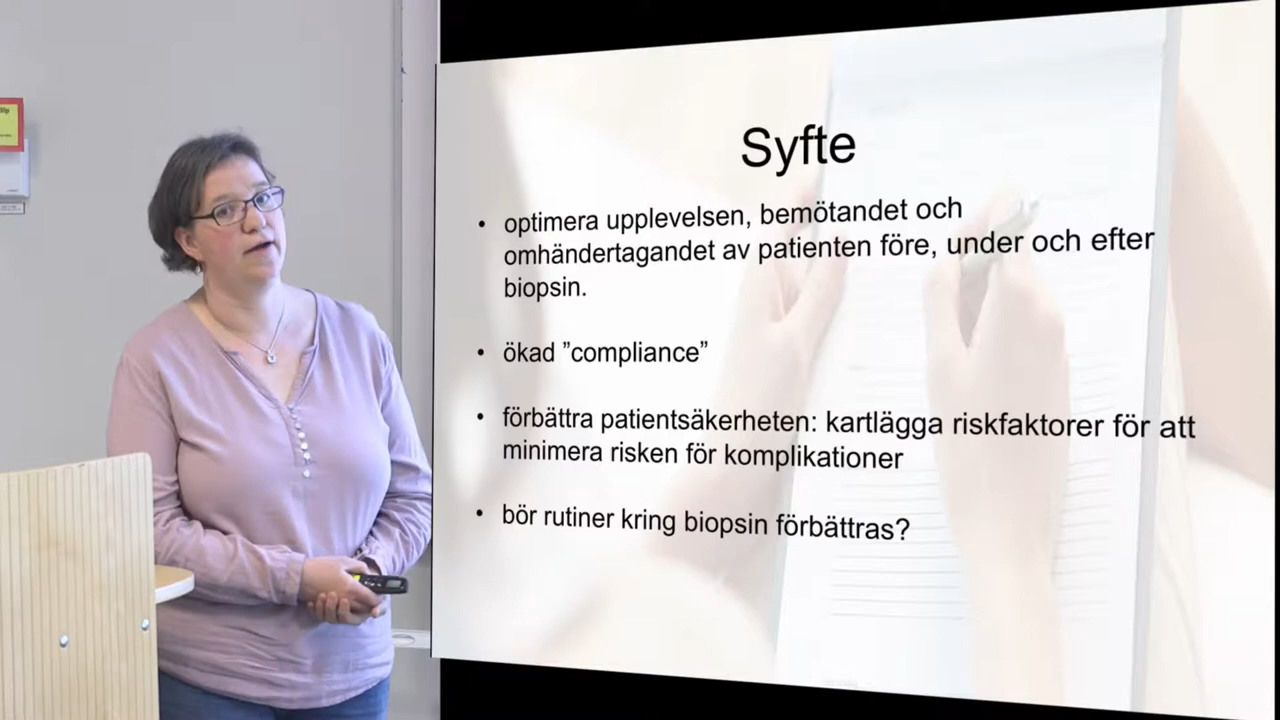 Syfte
• optimera upplevelsen, bemötandet och
omhändertagandet av patienten före, under och efter
biopsin.
• ökad ”compliance”
• förbättra patientsäkerheten: kartlägga riskfaktorer för att
minimera risken för komplikationer
• bör rutiner kring biopsin förbättras?